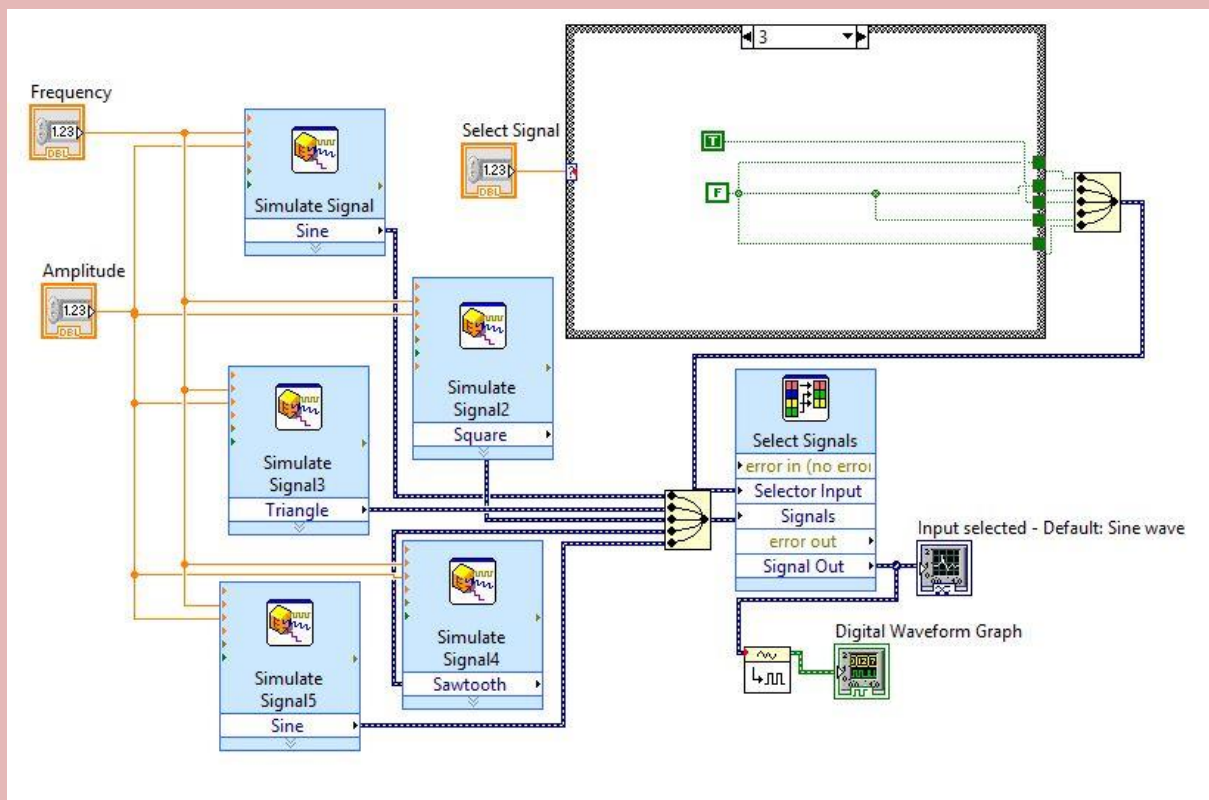 3
Frequency
1.23
DBL
Simulate Signal
Sine
Select Signal
1.23
DBL
?
T
F
Amplitude
1.23
DBL
Simulate
Signal2
Square
Simulate
Signal3
Triangle
Select Signals
error in (no erro
Selector Input
Signals
error out
Signal Out
Input selected - Default: Sine wave
Simulate
Signal4
Sawtooth
Simulate
Signal5
Sine
Digital Waveform Graph